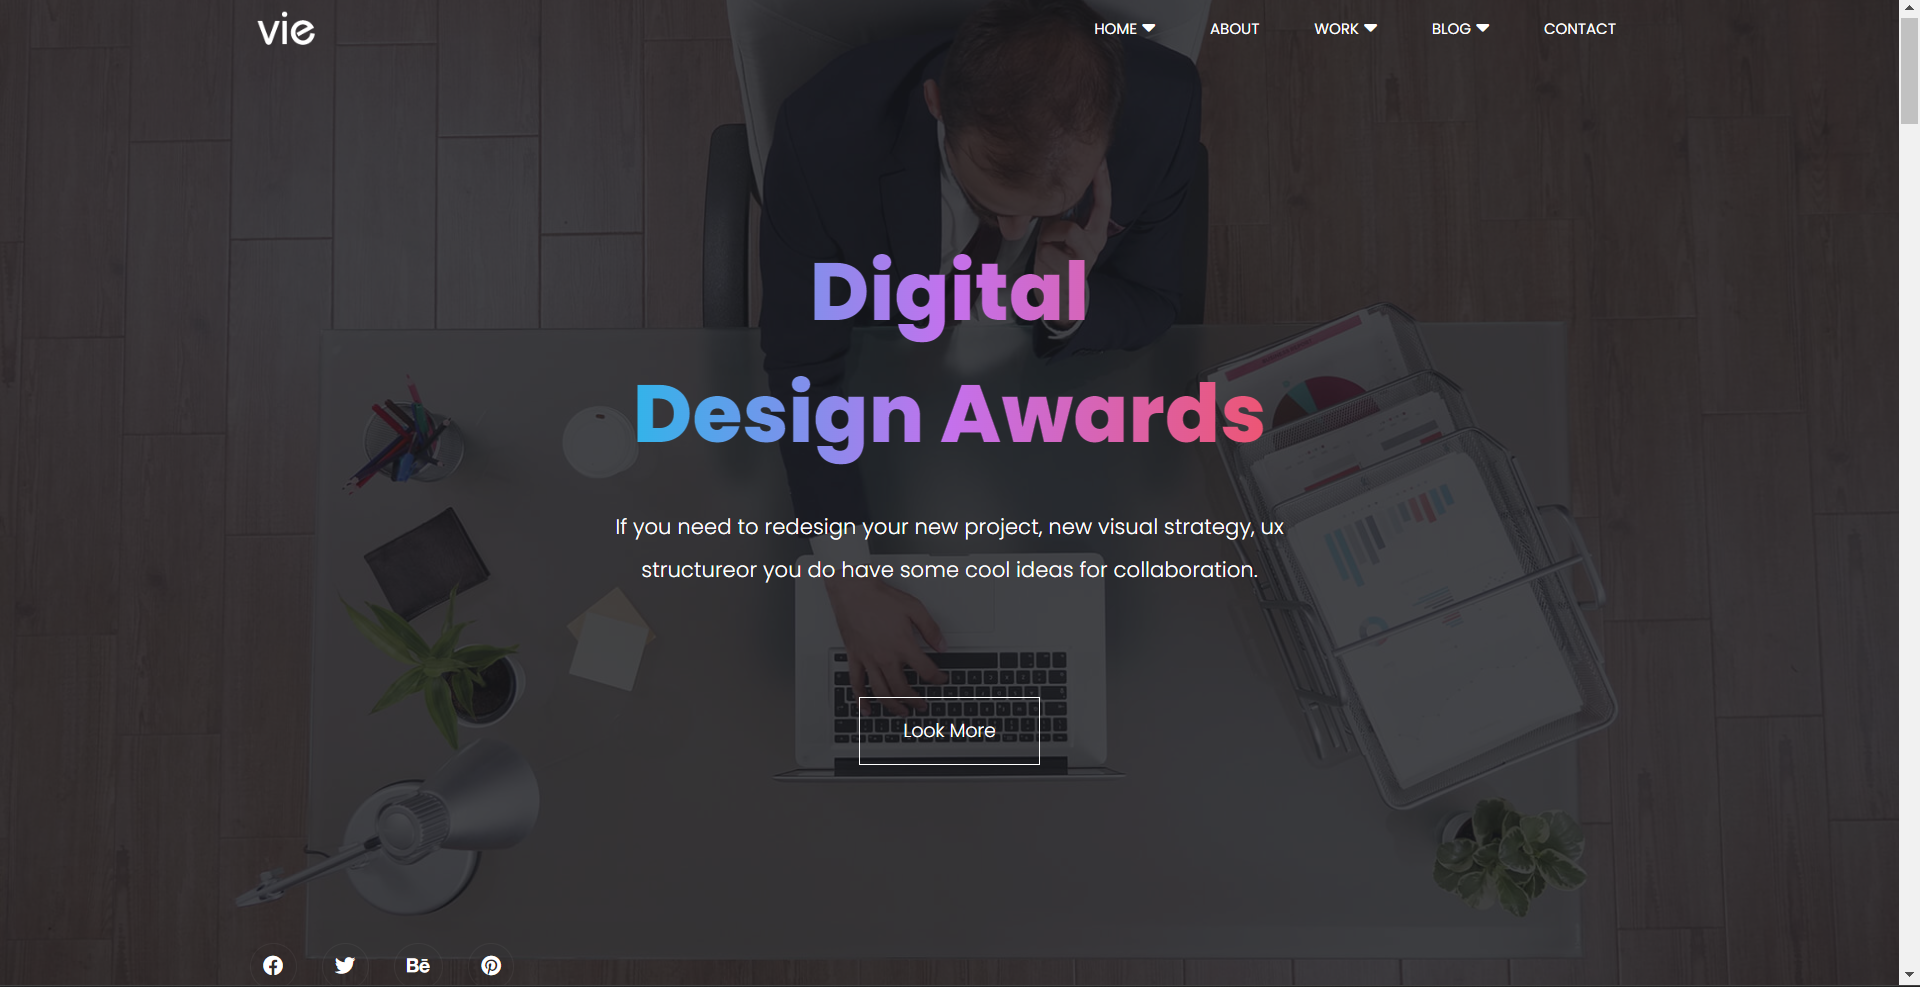 vie
HOME ABOUT WORK BLOG CONTACT
Digital
Design Awards
If you need to redesign your new project, new visual strategy, ux
structureor you do have some cool ideas for collaboration.
Look More
Bē